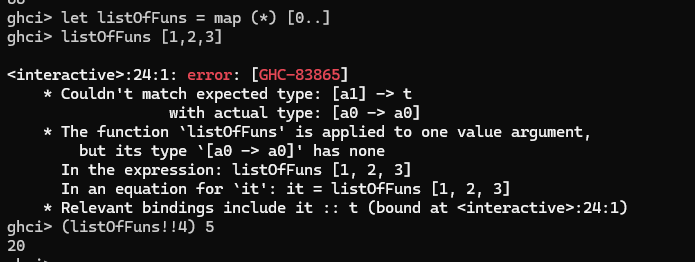 ghci> let listOfFuns = map (*) [0..]
ghci> listOfFuns [1,2,3]
<interactive>:24:1: error: [GHC-83865]
    * Couldn't match expected type: [a1] -> t
                  with actual type: [a0 -> a0]
    * The function `listOfFuns' is applied to one value argument,
        but its type `[a0 -> a0]' has none
      In the expression: listOfFuns [1, 2, 3]
      In an equation for `it': it = listOfFuns [1, 2, 3]
    * Relevant bindings include it :: t (bound at <interactive>:24:1)
ghci> (listOfFuns!!4) 5
20